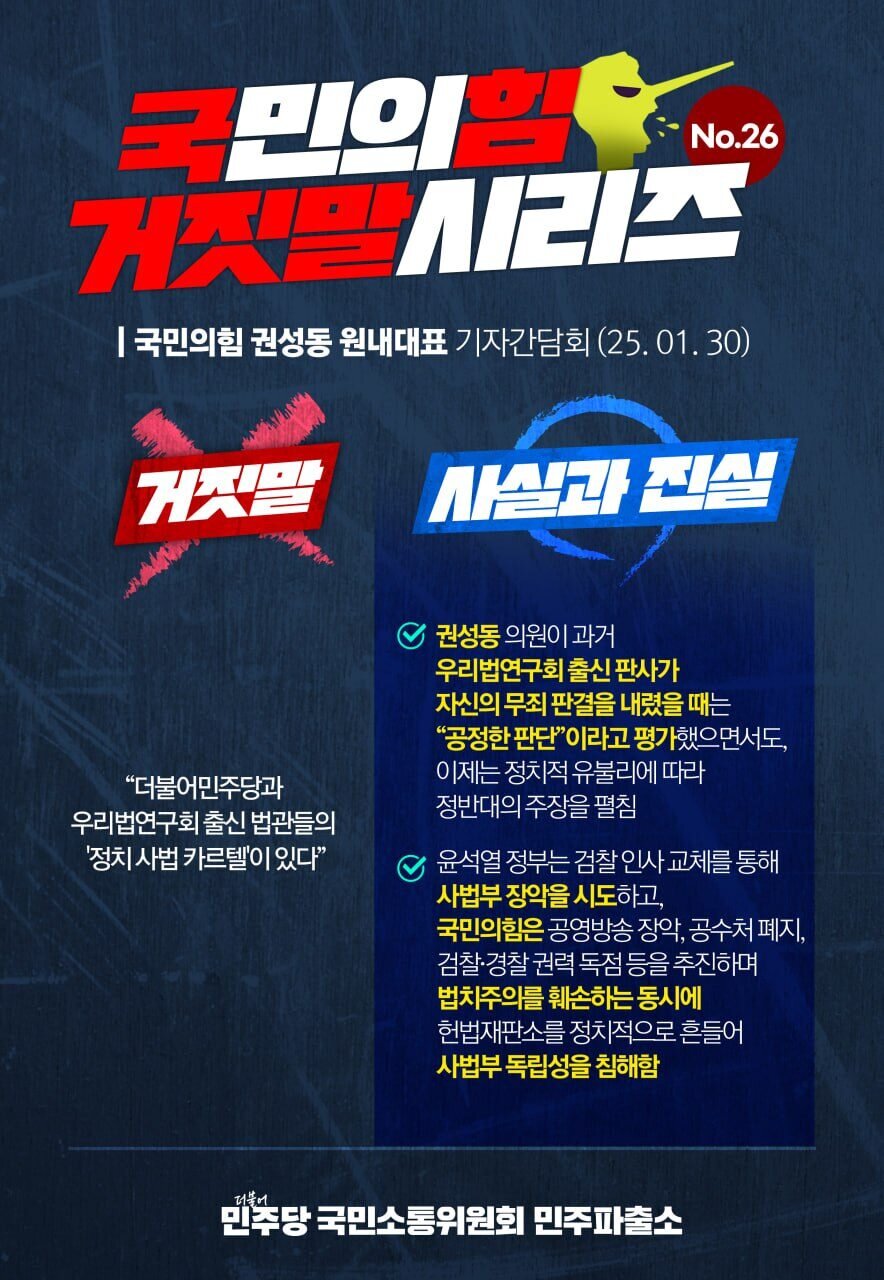 국민의힘
No.26
거짓말시리즈
| 국민의힘 권성동 원내대표 기자간담회 (25. 01. 30)
거짓말
사실과 진실
“더불어민주당과
우리법연구회 출신 법관들의
'정치 사법 카르텔'이 있다”
권성동 의원이 과거
우리법연구회 출신 판사가
자신의 무죄 판결을 내렸을 때는
“공정한 판단”이라고 평가했으면서도,
이제는 정치적 유불리에 따라
정반대의 주장을 펼침
윤석열 정부는 검찰 인사 교체를 통해
사법부 장악을 시도하고,
국민의힘은 공영방송 장악, 공수처 폐지,
검찰·경찰 권력 독점 등을 추진하며
법치주의를 훼손하는 동시에
헌법재판소를 정치적으로 흔들어
사법부 독립성을 침해함
더불어
민주당 국민소통위원회 민주파출소